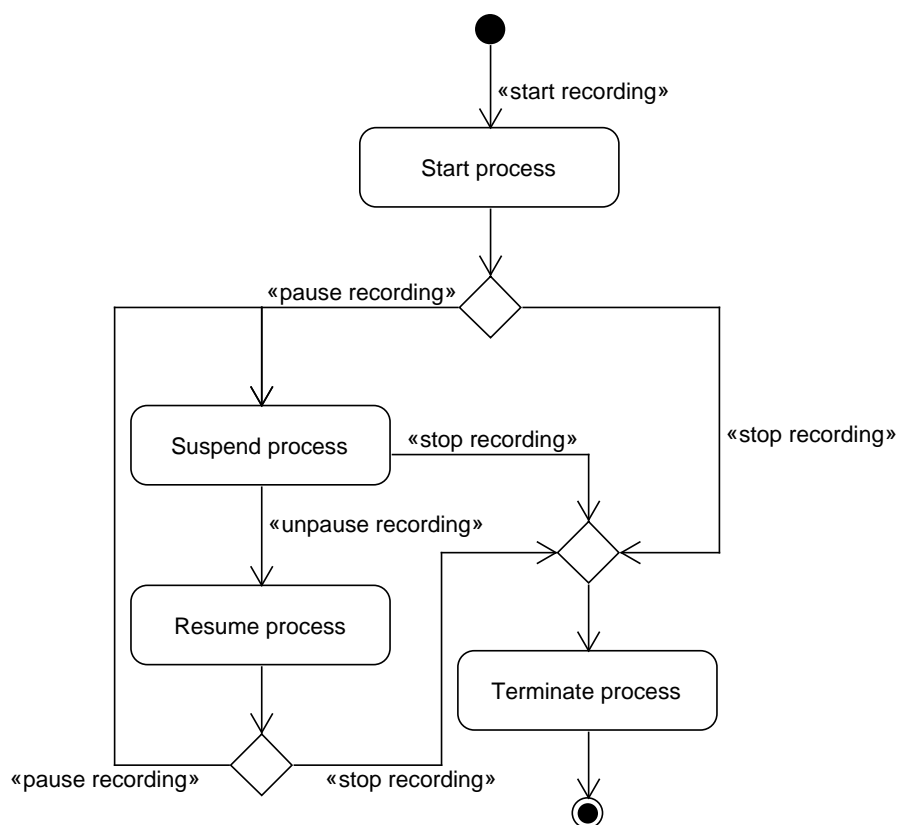 «start recording»
Start process
«pause recording»
Suspend process
«stop recording»
«stop recording»
«unpause recording»
Resume process
Terminate process
«pause recording»
«stop recording»